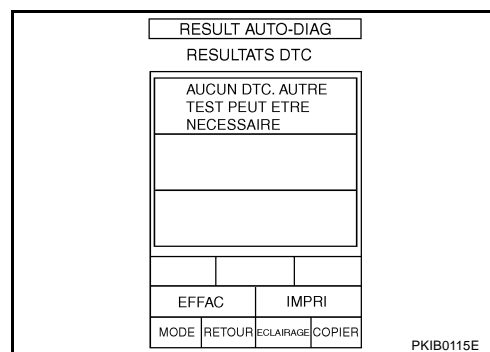 RESULT AUTO-DIAG
RESULTATS DTC
AUCUN DTC. AUTRE
TEST PEUT ETRE
NECESSAIRE
EFFAC IMPRI
MODE RETOUR ECLAIRAGE COPIER
PKIB0115E